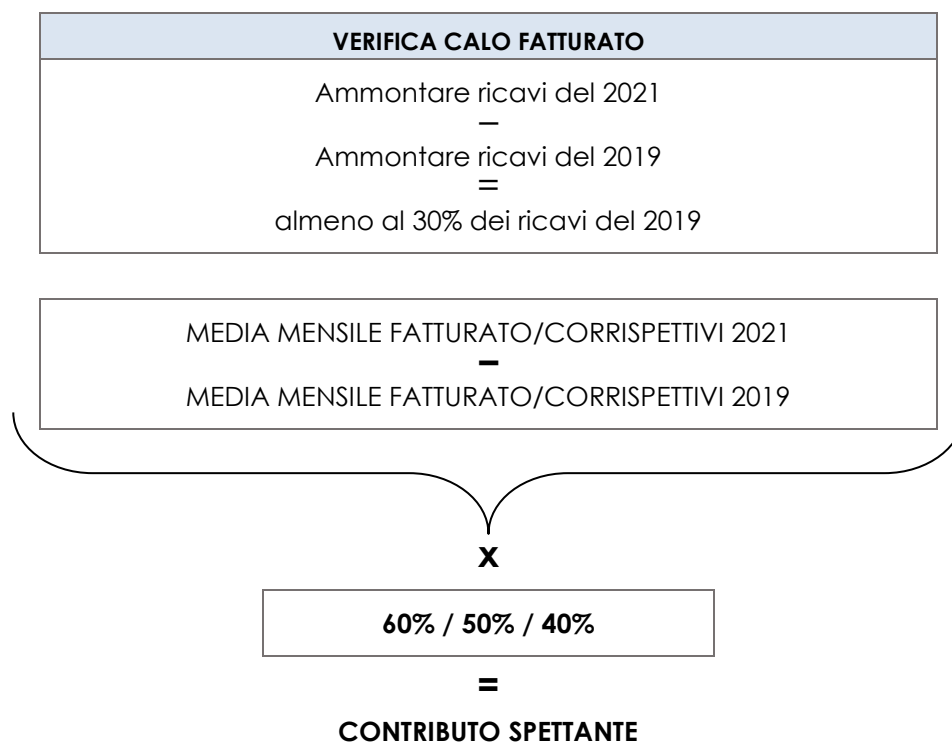 VERIFICA CALO FATTURATO
Ammontare ricavi del 2021
–
Ammontare ricavi del 2019
=
almeno al 30% dei ricavi del 2019
MEDIA MENSILE FATTURATO/CORRISPETTIVI 2021
–
MEDIA MENSILE FATTURATO/CORRISPETTIVI 2019
x
60% / 50% / 40%
=
CONTRIBUTO SPETTANTE